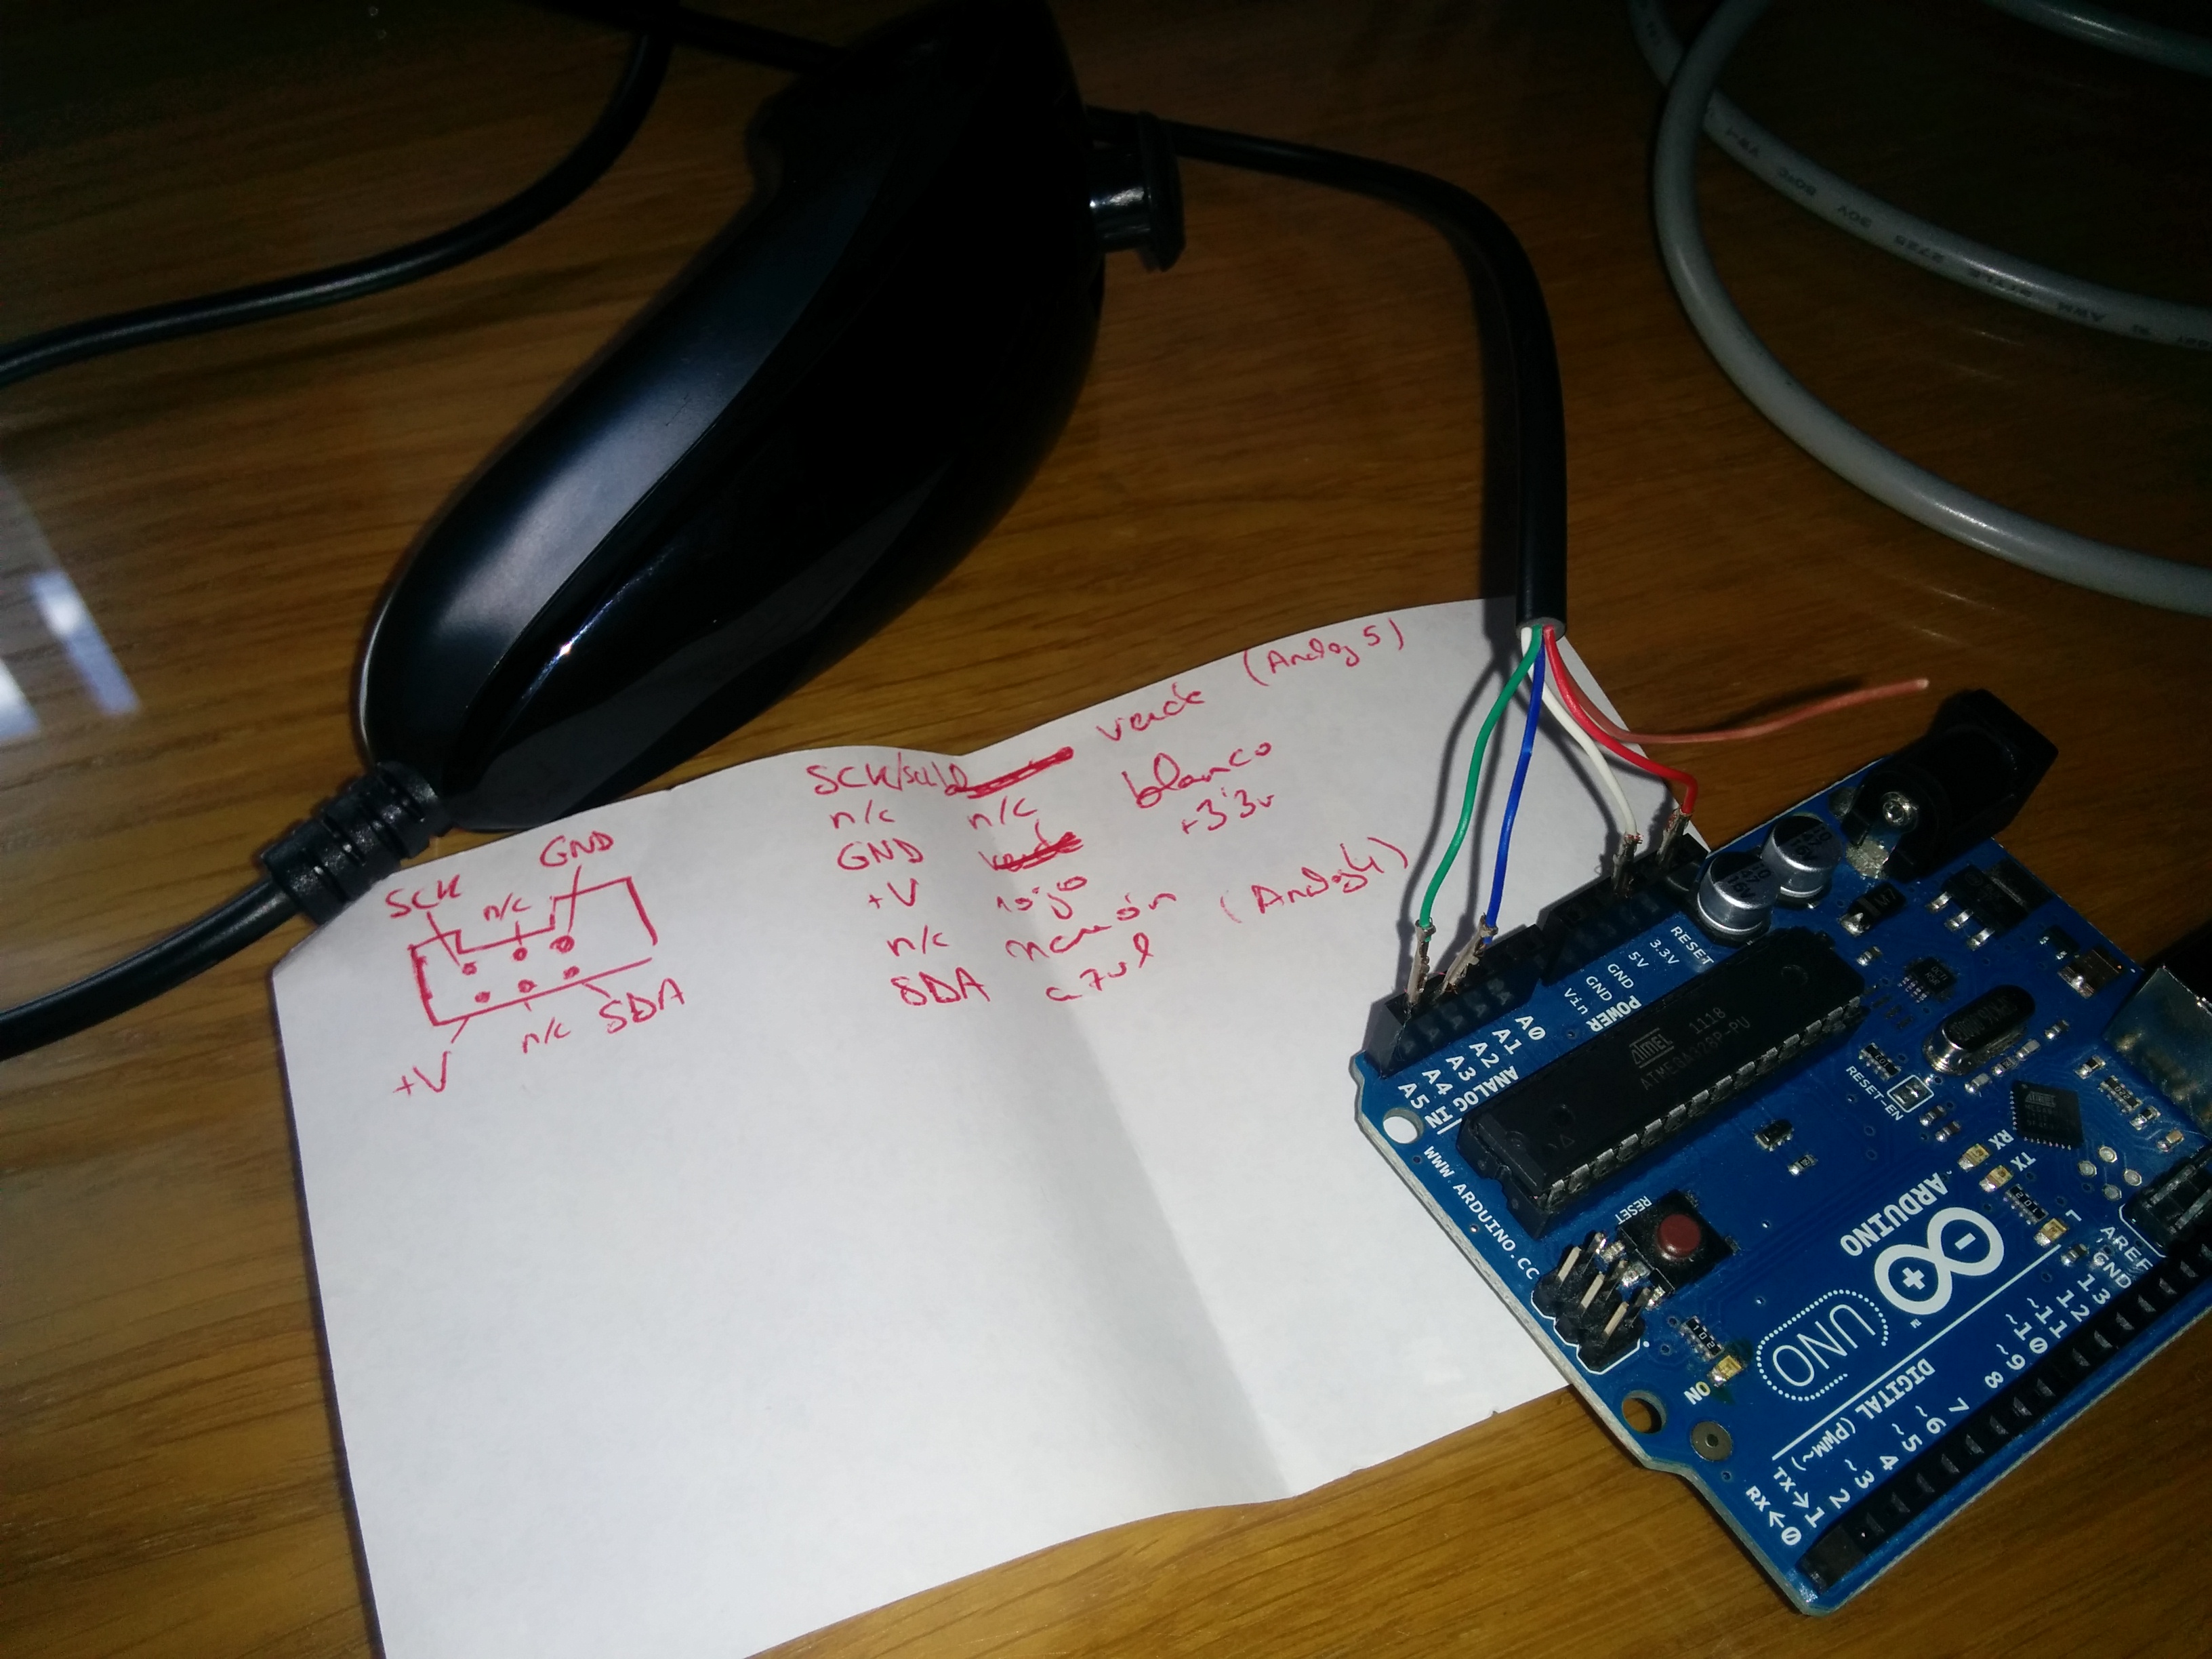 GND
SCK
n/c
+V
n/c SDA
SCK/SCL verde (Analog 5)
n/c n/c
GND verde blanco
+V rojo +3'3v
n/c marrón
SDA azul (Analog 4)
RESET
3.3V
5V
GND
GND
Vin
POWER
A0
A1
A2
A3
A4
A5
ANALOG IN
ATMEL 1118
ATMEGA328P-PU
RESET-EN
WWW.ARDUINO.CC
RESET
ON
RX
TX
L
ARDUINO
UNO
AREF
GND
13
12
~11
~10
~9
8
DIGITAL (PWM~)
7
~6
~5
4
~3
2
TX→1
RX←0